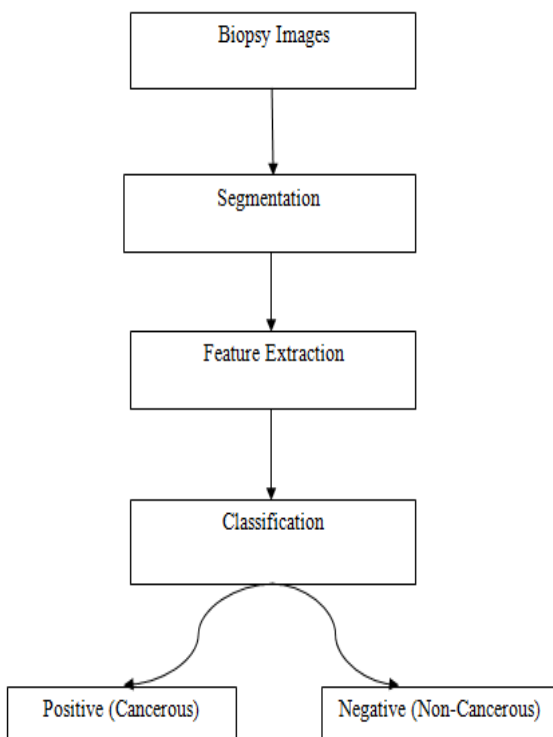 Biopsy Images
Segmentation
Feature Extraction
Classification
Positive (Cancerous)
Negative (Non-Cancerous)